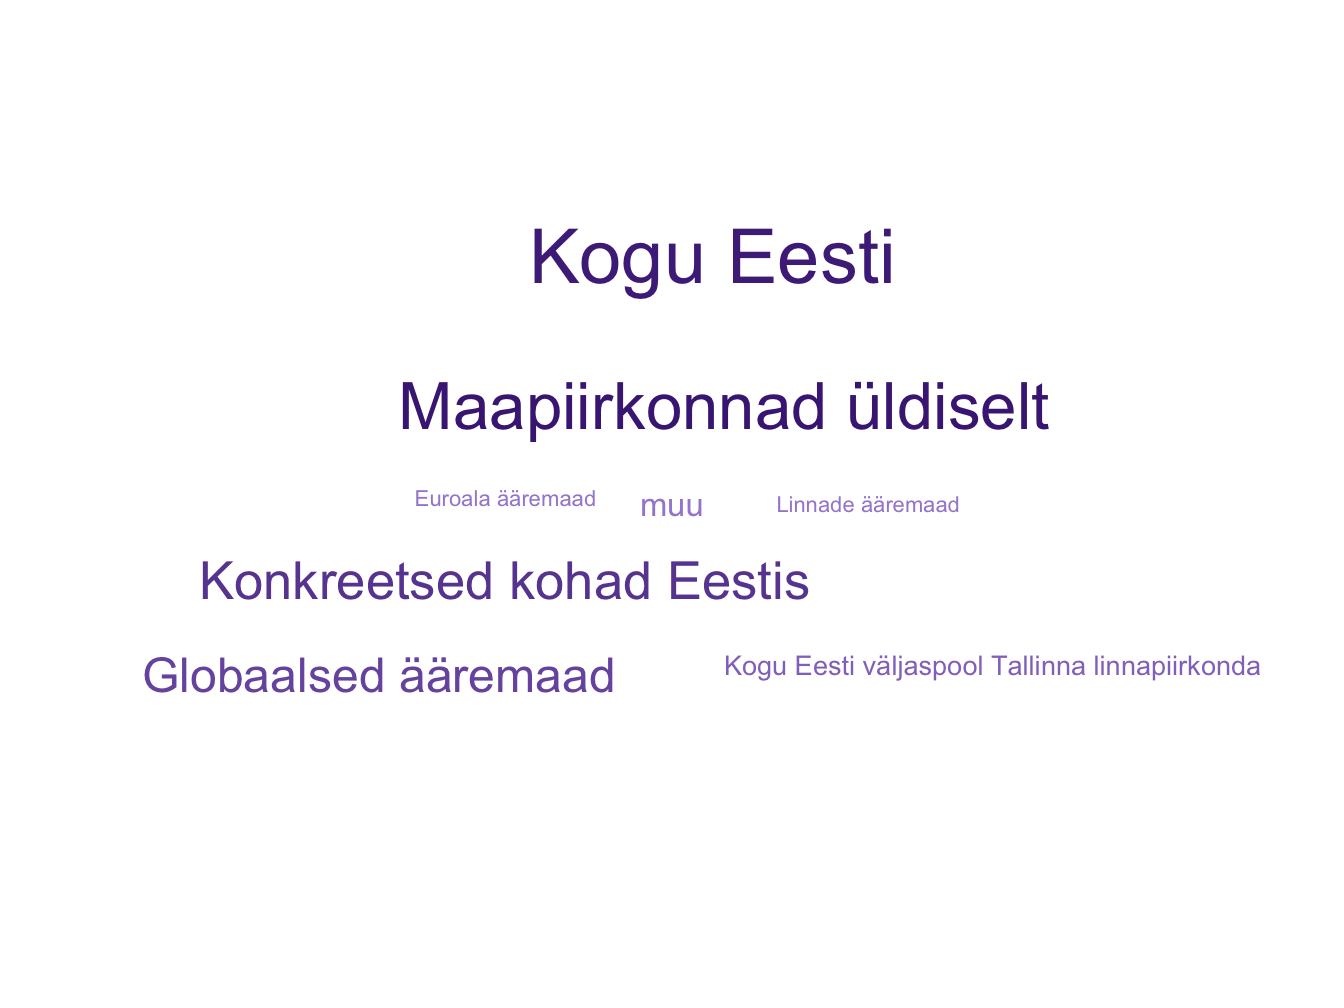 Kogu Eesti
Maapiirkonnad üldiselt
Euroala ääremaad
muu
Linnade ääremaad
Konkreetsed kohad Eestis
Globaalsed ääremaad
Kogu Eesti väljaspool Tallinna linnapiirkonda